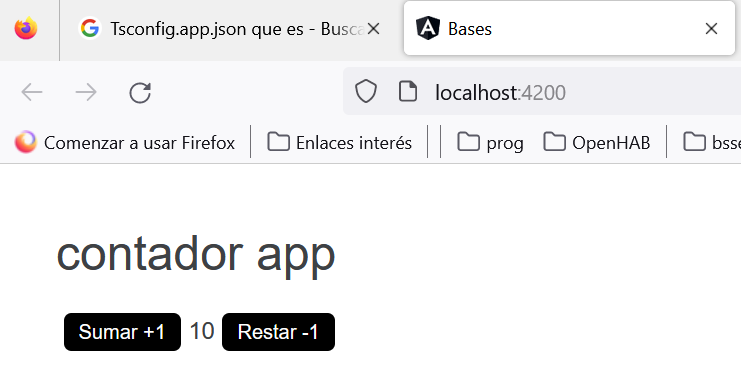 Tsconfig.app.json que es - Busca
Bases
localhost:4200
Comenzar a usar Firefox
Enlaces interés
prog
OpenHAB
bsse
contador app
Sumar +1 10 Restar -1